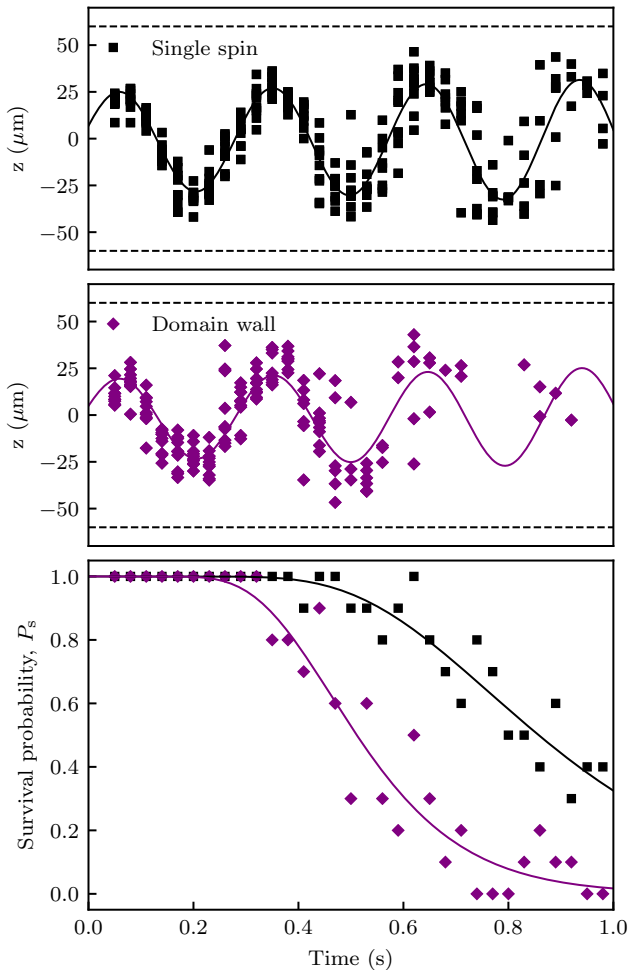 Single spin
z (μm)
50
25
0
−25
−50
Domain wall
z (μm)
50
25
0
−25
−50
Survival probability, Pₛ
1.0
0.8
0.6
0.4
0.2
0.0
0.0 0.2 0.4 0.6 0.8 1.0
Time (s)